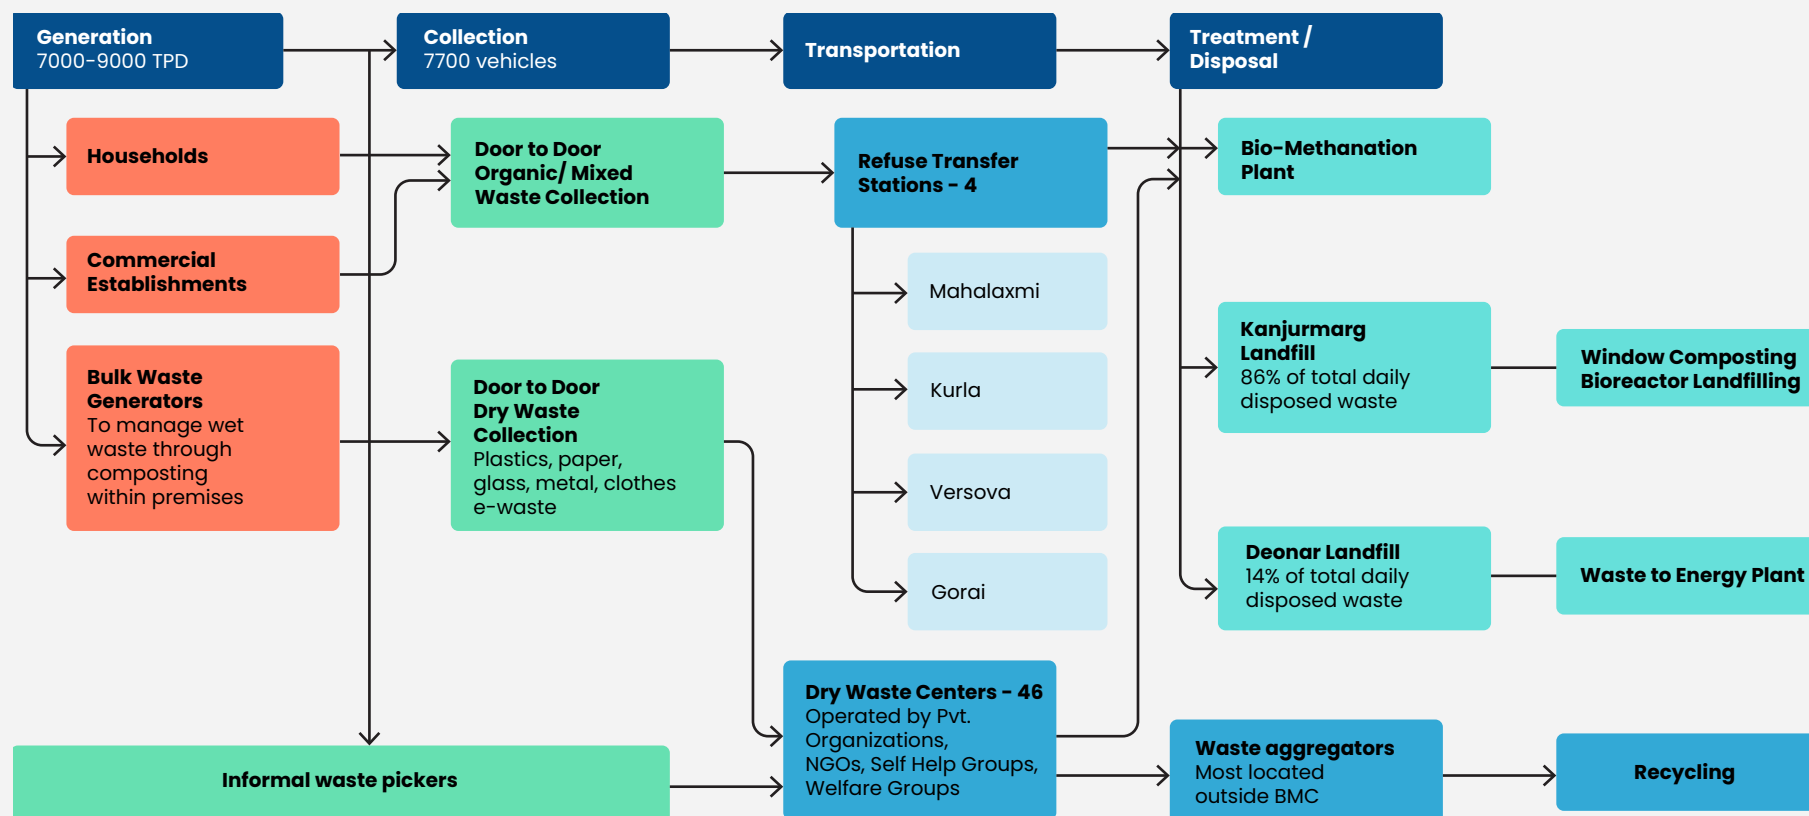 Generation
7000-9000 TPD
Collection
7700 vehicles
Transportation
Treatment /
Disposal
Households
Commercial
Establishments
Bulk Waste
Generators
To manage wet
waste through
composting
within premises
Door to Door
Organic/ Mixed
Waste Collection
Door to Door
Dry Waste
Collection
Plastics, paper,
glass, metal, clothes
e-waste
Informal waste pickers
Refuse Transfer
Stations - 4
Mahalaxmi
Kurla
Versova
Gorai
Dry Waste Centers - 46
Operated by Pvt.
Organizations,
NGOs, Self Help Groups,
Welfare Groups
Bio-Methanation
Plant
Kanjurmarg
Landfill
86% of total daily
disposed waste
Window Composting
Bioreactor Landfilling
Deonar Landfill
14% of total daily
disposed waste
Waste to Energy Plant
Waste aggregators
Most located
outside BMC
Recycling